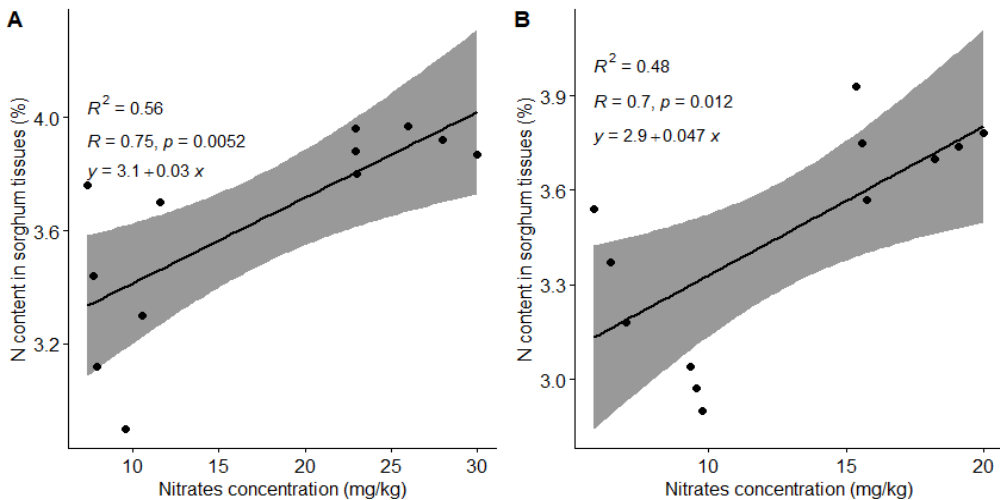 A
N content in sorghum tissues (%)
R² = 0.56
R = 0.75, p = 0.0052
y = 3.1 + 0.03 x
4.0
3.6
3.2
10
15
20
25
30
Nitrates concentration (mg/kg)
B
N content in sorghum tissues (%)
R² = 0.48
R = 0.7, p = 0.012
y = 2.9 + 0.047 x
3.9
3.6
3.3
3.0
10
15
20
Nitrates concentration (mg/kg)